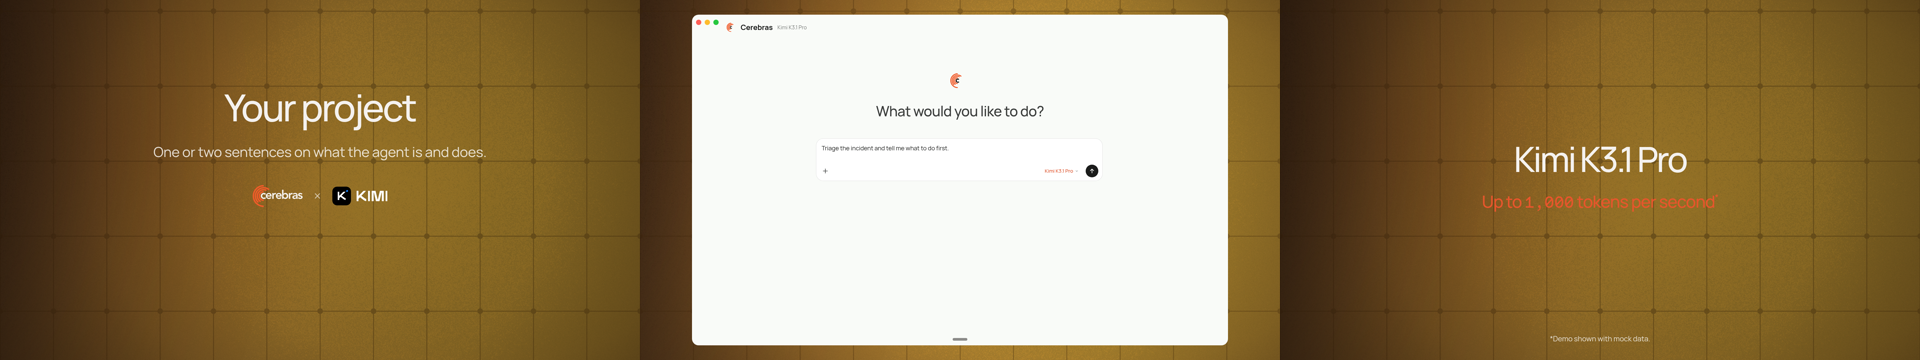 Your project
One or two sentences on what the agent is and does.
cerebras × K KIMI
Cerebras Kimi K3.1 Pro
What would you like to do?
Triage the incident and tell me what to do first.
+ Kimi K3.1 Pro
Kimi K3.1 Pro
Up to 1,000 tokens per second*
*Demo shown with mock data.